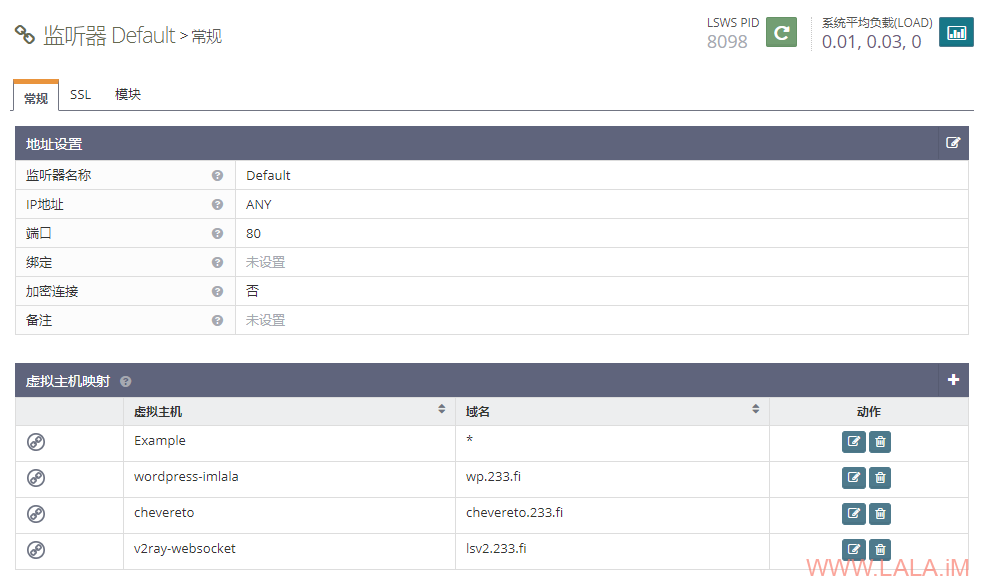 监听器 Default > 常规
LSWS PID
8098
系统平均负载(LOAD)
0.01, 0.03, 0
常规 SSL 模块
地址设置
监听器名称 Default
IP地址 ANY
端口 80
绑定 未设置
加密连接 否
备注 未设置
虚拟主机映射
虚拟主机 域名 动作
Example *
wordpress-imlala wp.233.fi
chevereto chevereto.233.fi
v2ray-websocket lsv2.233.fi
WWW.LALA.iM